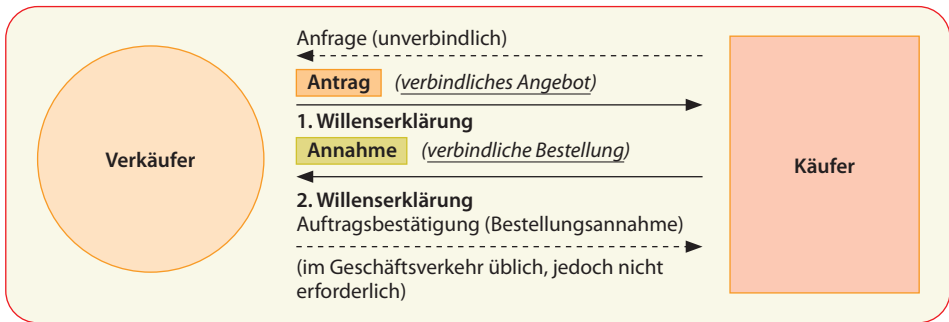 Anfrage (unverbindlich)
Antrag (verbindliches Angebot)
1. Willenserklärung
Annahme (verbindliche Bestellung)
Verkäufer
Käufer
2. Willenserklärung
Auftragsbestätigung (Bestellungsannahme)
(im Geschäftsverkehr üblich, jedoch nicht
erforderlich)